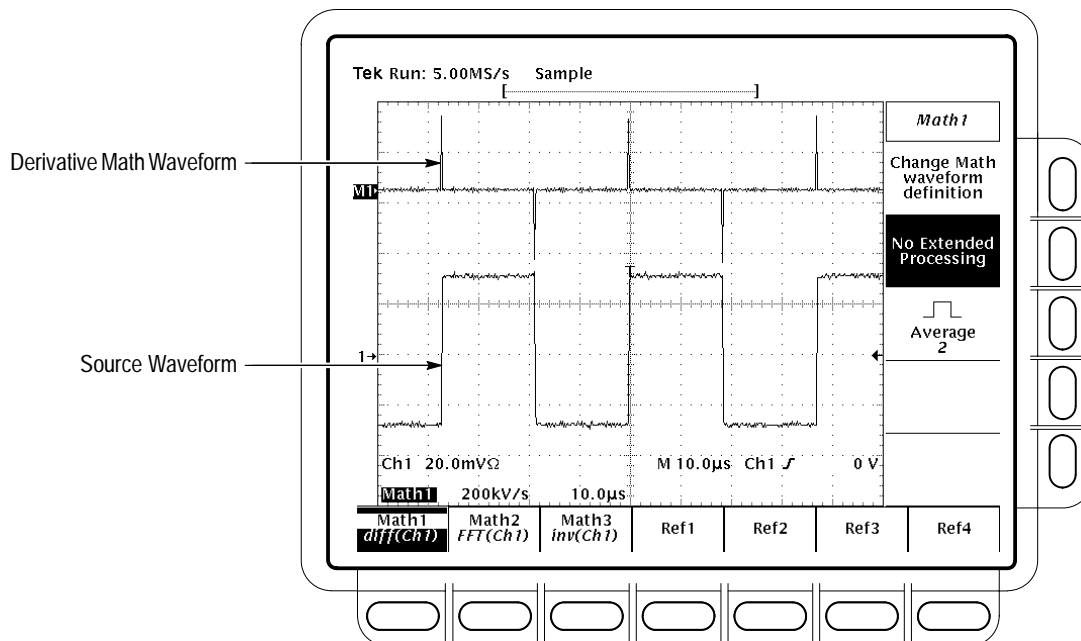 Tek Run: 5.00MS/s Sample
[ ]
Math1
Derivative Math Waveform
Change Math
waveform
definition
M1
No Extended
Processing
T
Average
2
1
Source Waveform
Ch1 20.0mVΩ M 10.0µs Ch1 0 V
Math1 200kV/s 10.0µs
Math1
diff(Ch1)
Math2
FFT(Ch1)
Math3
inv(Ch1)
Ref1
Ref2
Ref3
Ref4